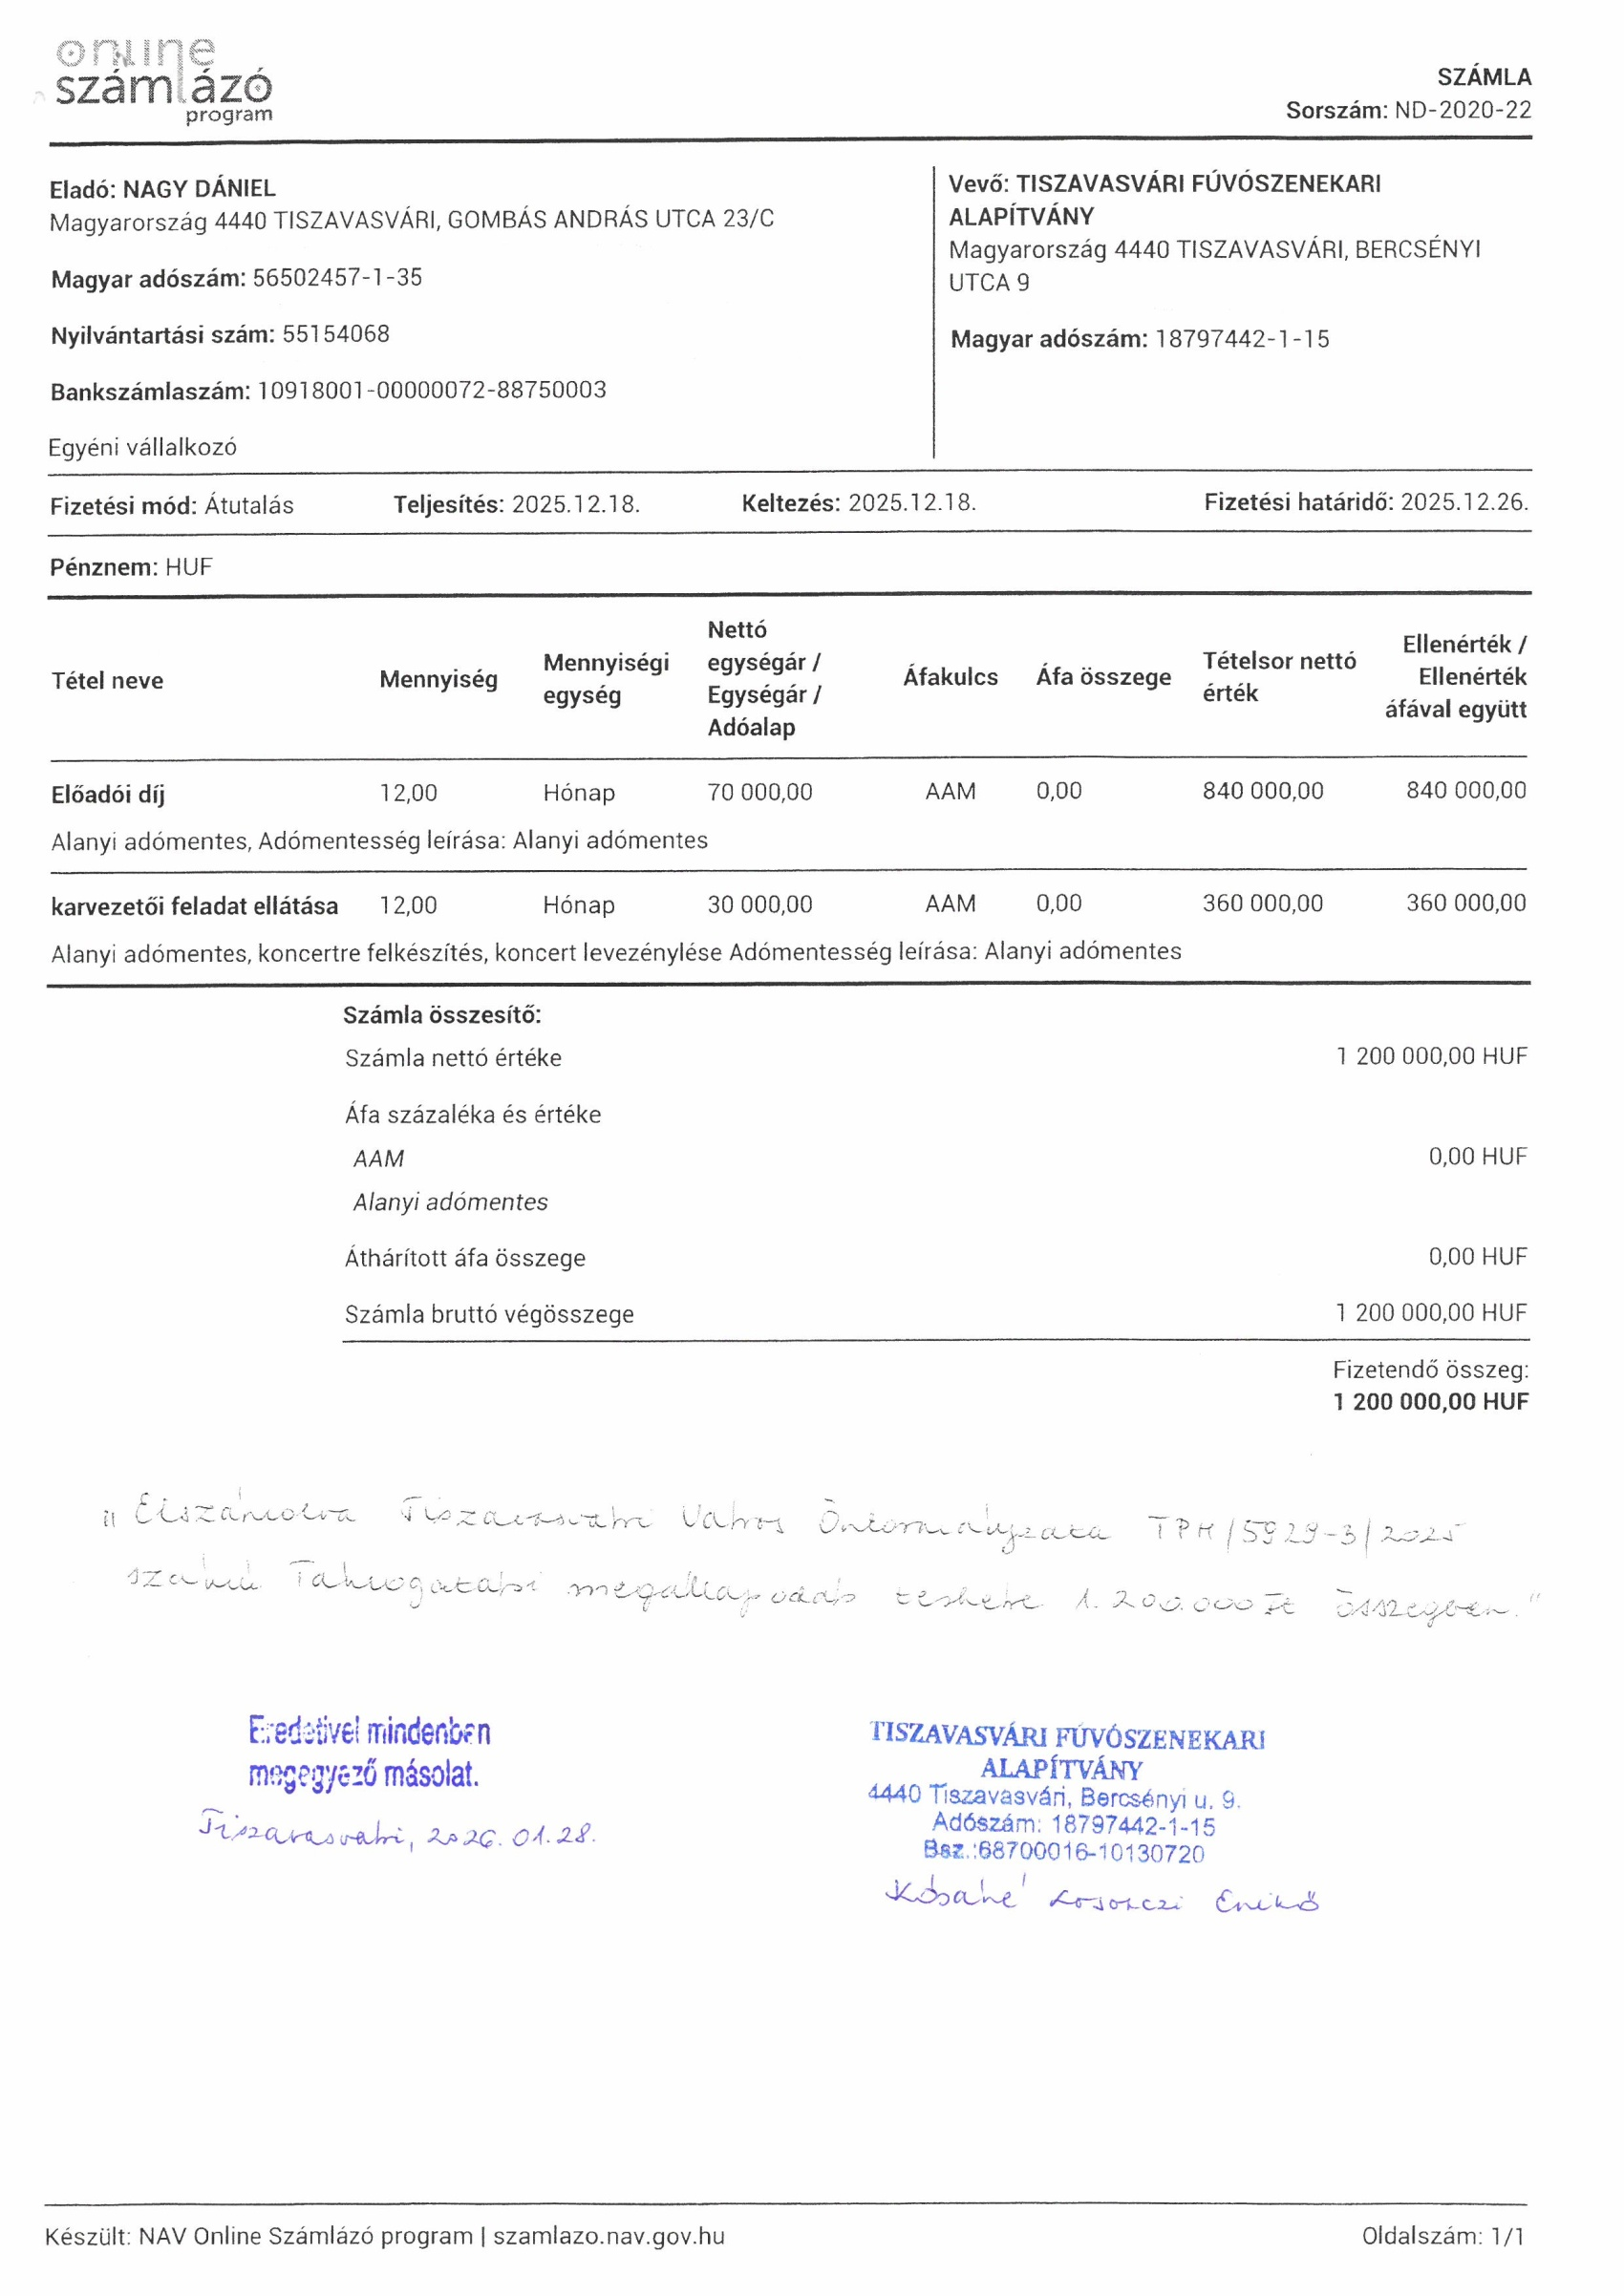 online
számlázó
program
SZÁMLA
Sorszám: ND-2020-22
Eladó: NAGY DÁNIEL
Magyarország 4440 TISZAVASVÁRI, GOMBÁS ANDRÁS UTCA 23/C
Magyar adószám: 56502457-1-35
Nyilvántartási szám: 55154068
Bankszámlaszám: 10918001-00000072-88750003
Egyéni vállalkozó
Vevő: TISZAVASVÁRI FÚVÓSZENEKARI
ALAPÍTVÁNY
Magyarország 4440 TISZAVASVÁRI, BERCSÉNYI
UTCA 9
Magyar adószám: 18797442-1-15
Fizetési mód: Átutalás Teljesítés: 2025.12.18. Keltezés: 2025.12.18. Fizetési határidő: 2025.12.26.
Pénznem: HUF
Tétel neve Mennyiség Mennyiségi egység Nettó egységár / Egységár / Adóalap Áfakulcs Áfa összege Tételsor nettó érték Ellenérték / Ellenérték áfával együtt
Előadói díj 12,00 Hónap 70 000,00 AAM 0,00 840 000,00 840 000,00
Alanyi adómentes, Adómentesség leírása: Alanyi adómentes
karvezetői feladat ellátása 12,00 Hónap 30 000,00 AAM 0,00 360 000,00 360 000,00
Alanyi adómentes, koncertre felkészítés, koncert levezénylése Adómentesség leírása: Alanyi adómentes
Számla összesítő:
Számla nettó értéke 1 200 000,00 HUF
Áfa százaléka és értéke
AAM 0,00 HUF
Alanyi adómentes
Áthárított áfa összege 0,00 HUF
Számla bruttó végösszege 1 200 000,00 HUF
Fizetendő összeg:
1 200 000,00 HUF
„Elszámolva Tiszavasvári Város Önkormányzata TPH/5929-3/2025
számú Támogatási megállapodás terhére 1.200.000 Ft összegben."
Eredetivel mindenben
megegyező másolat.
Tiszavasvári, 2026.01.28.
TISZAVASVÁRI FÚVÓSZENEKARI
ALAPÍTVÁNY
4440 Tiszavasvári, Bercsényi u. 9.
Adószám: 18797442-1-15
Bsz.:68700016-10130720
Kósáné Losonczi Enikő
Készült: NAV Online Számlázó program | szamlazo.nav.gov.hu
Oldalszám: 1/1